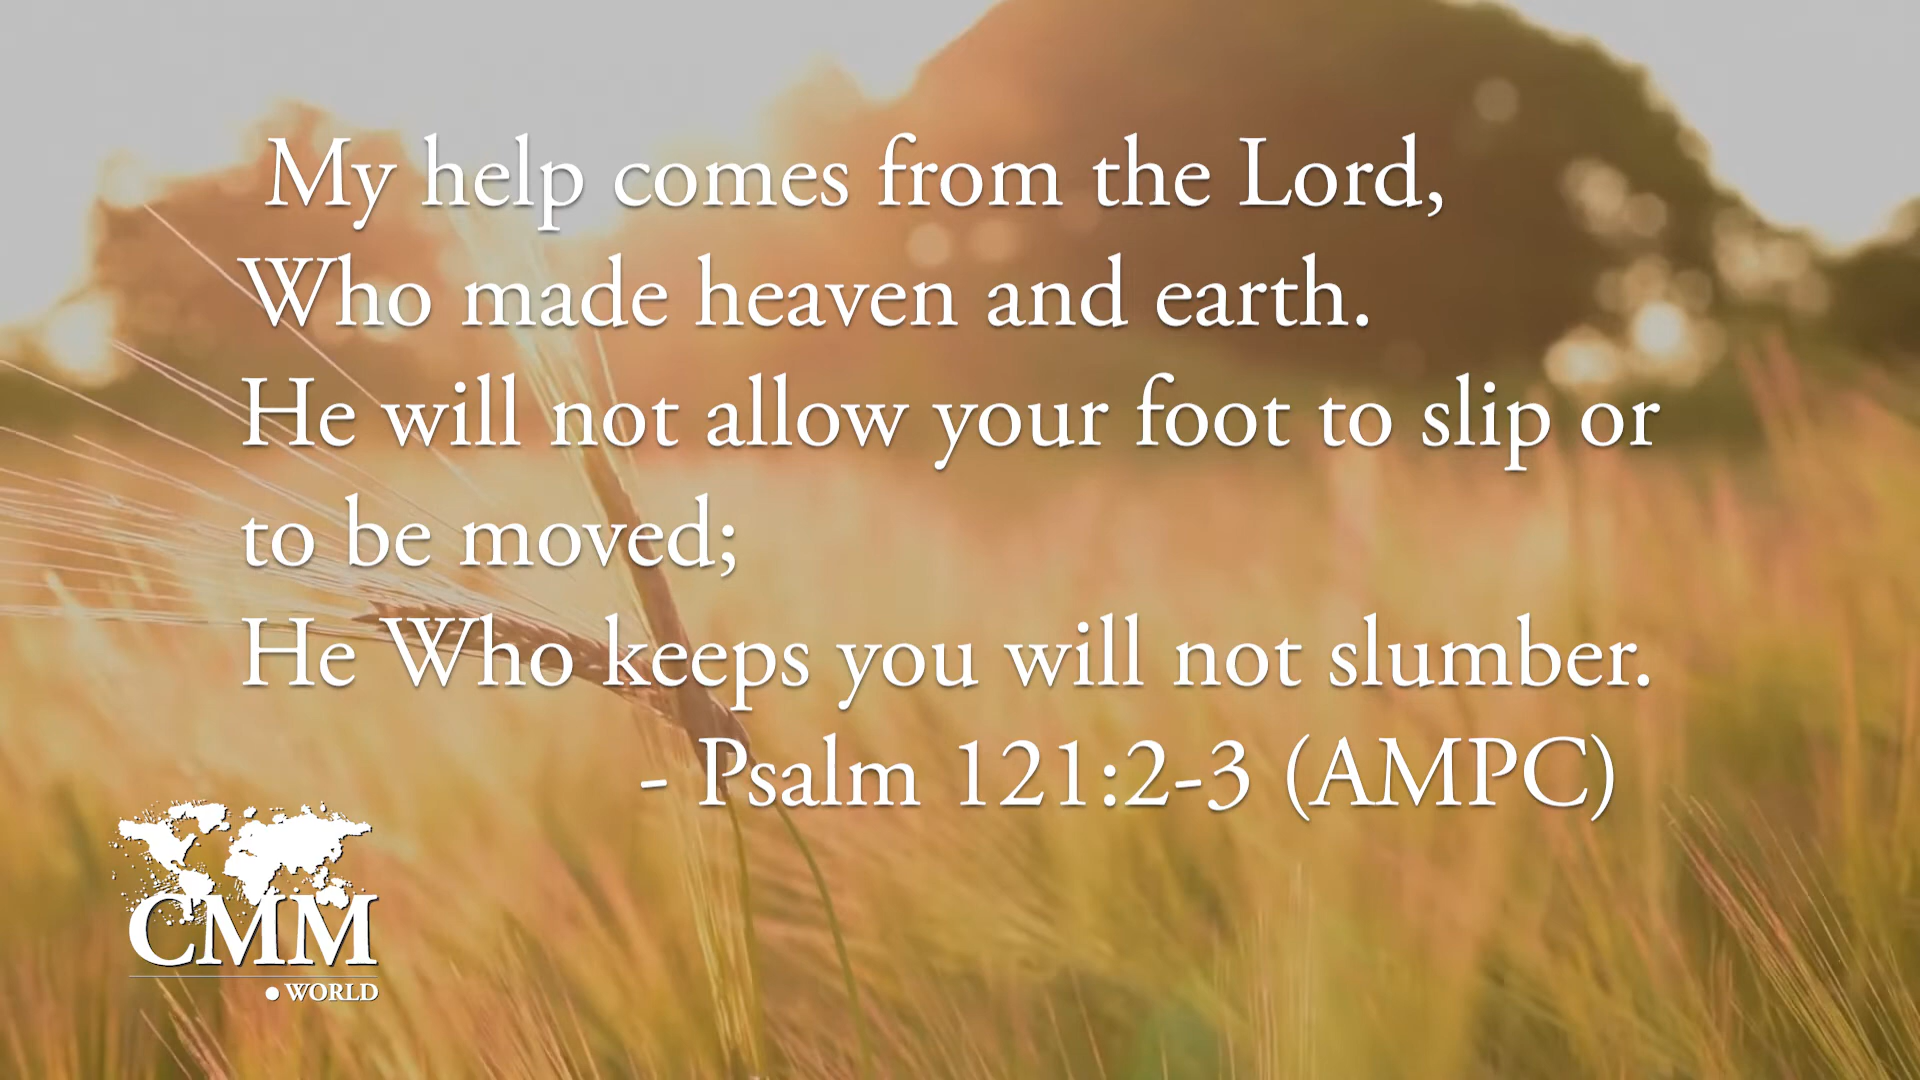 My help comes from the Lord,
Who made heaven and earth.
He will not allow your foot to slip or
to be moved;
He Who keeps you will not slumber.
- Psalm 121:2-3 (AMPC)
CMM
.WORLD